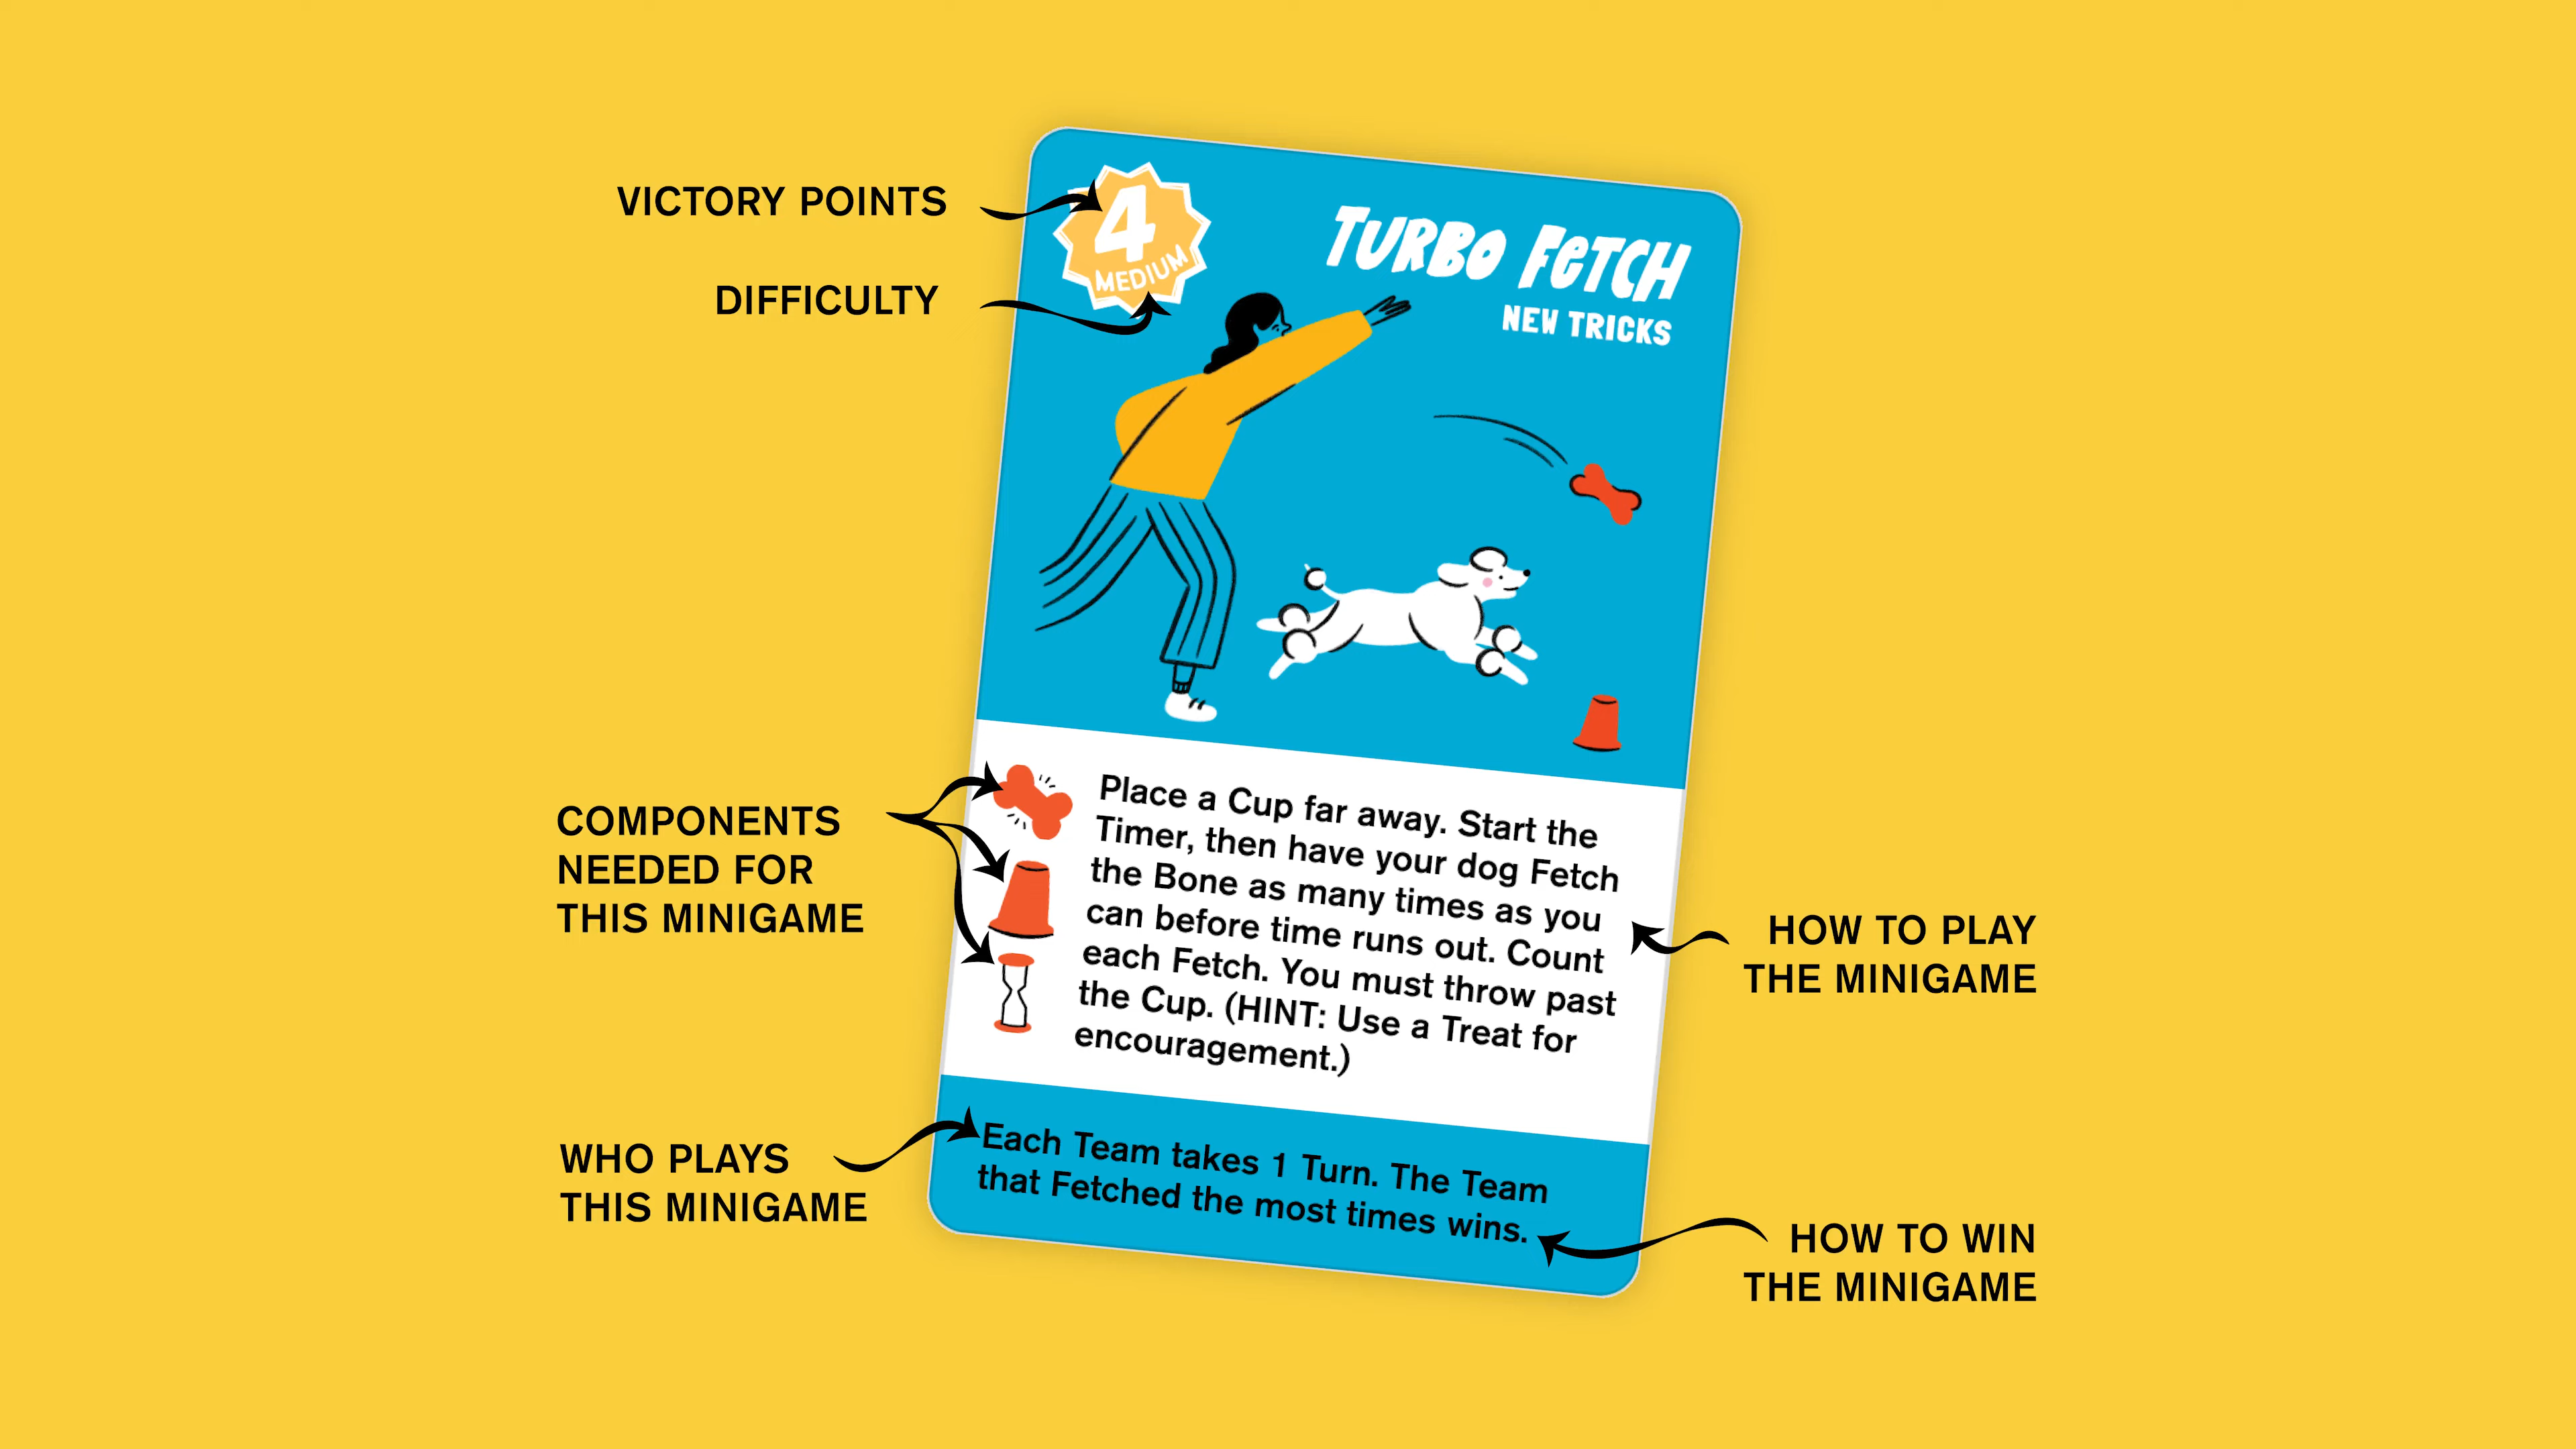 VICTORY POINTS
DIFFICULTY
4
MEDIUM
TURBO FeTCH
NEW TRICKS
COMPONENTS
NEEDED FOR
THIS MINIGAME
Place a Cup far away. Start the
Timer, then have your dog Fetch
the Bone as many times as you
can before time runs out. Count
each Fetch. You must throw past
the Cup. (HINT: Use a Treat for
encouragement.)
HOW TO PLAY
THE MINIGAME
WHO PLAYS
THIS MINIGAME
Each Team takes 1 Turn. The Team
that Fetched the most times wins.
HOW TO WIN
THE MINIGAME